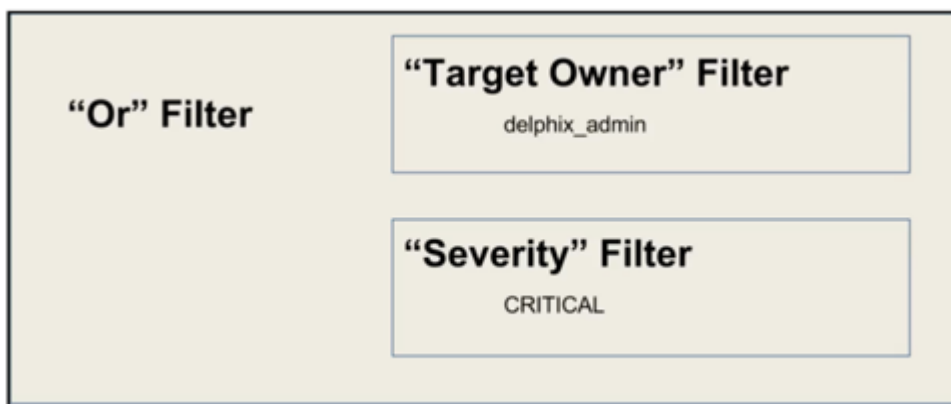 “Or” Filter
“Target Owner” Filter
delphix_admin
“Severity” Filter
CRITICAL